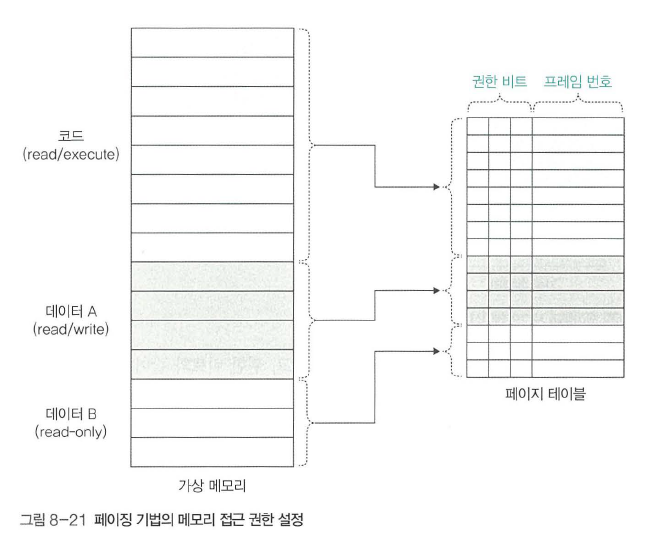 권한 비트
프레임 번호
코드
(read/execute)
데이터 A
(read/write)
데이터 B
(read-only)
페이지 테이블
가상 메모리
그림 8-21 페이징 기법의 메모리 접근 권한 설정